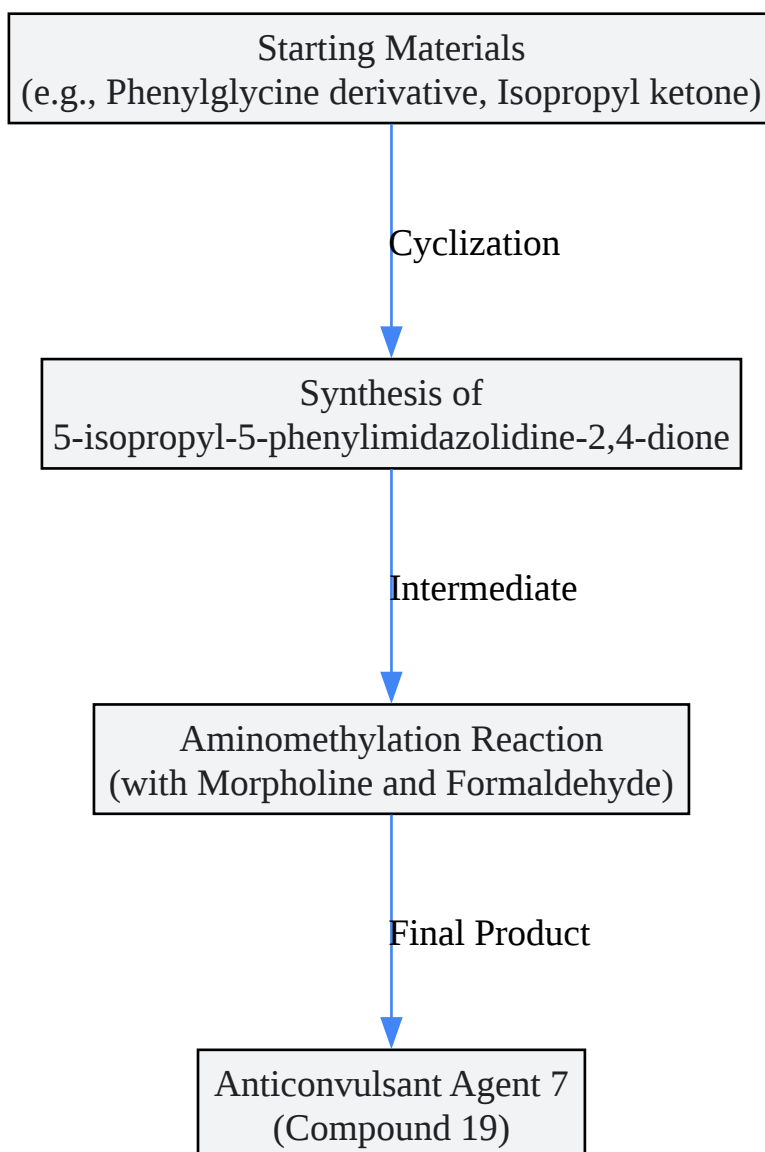 Starting Materials
(e.g., Phenylglycine derivative, Isopropyl ketone)
Cyclization
Synthesis of
5-isopropyl-5-phenylimidazolidine-2,4-dione
Intermediate
Aminomethylation Reaction
(with Morpholine and Formaldehyde)
Final Product
Anticonvulsant Agent 7
(Compound 19)